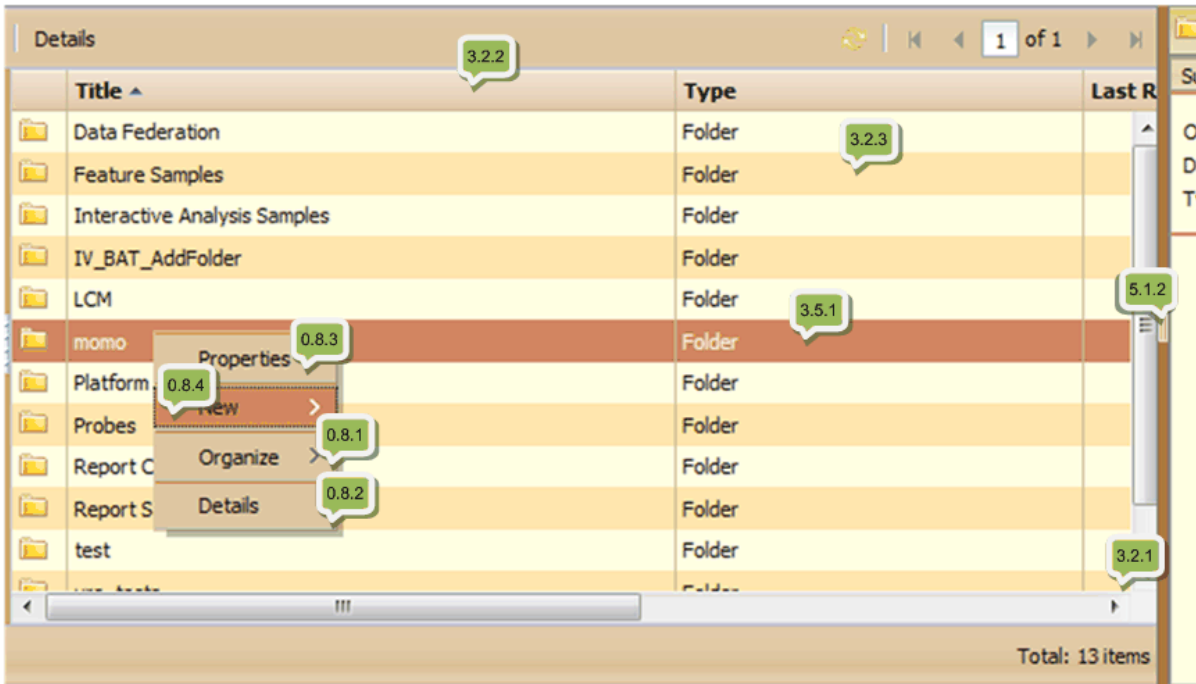 Details 1 of 1
3.2.2
Title Type Last R
Su
Data Federation Folder
3.2.3
Feature Samples Folder
Interactive Analysis Samples Folder
IV_BAT_AddFolder Folder
LCM Folder
5.1.2
3.5.1
momo Folder
0.8.3
Properties
Platform Folder
0.8.4
New
Probes Folder
0.8.1
Report C Folder
Organize
0.8.2
Report S Folder
Details
test Folder
3.2.1
Total: 13 items